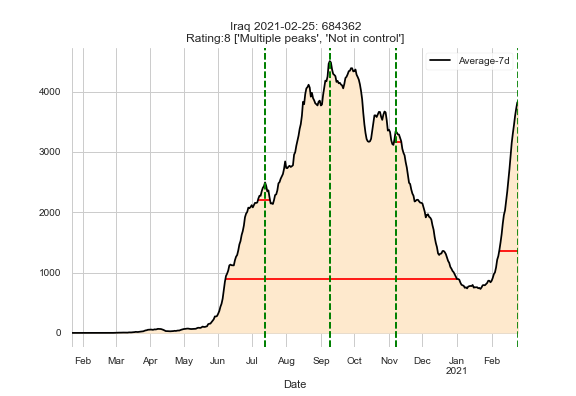 Iraq 2021-02-25: 684362
Rating:8 ['Multiple peaks', 'Not in control']
Average-7d
4000
3000
2000
1000
0
Feb Mar Apr May Jun Jul Aug Sep Oct Nov Dec Jan Feb
2021
Date